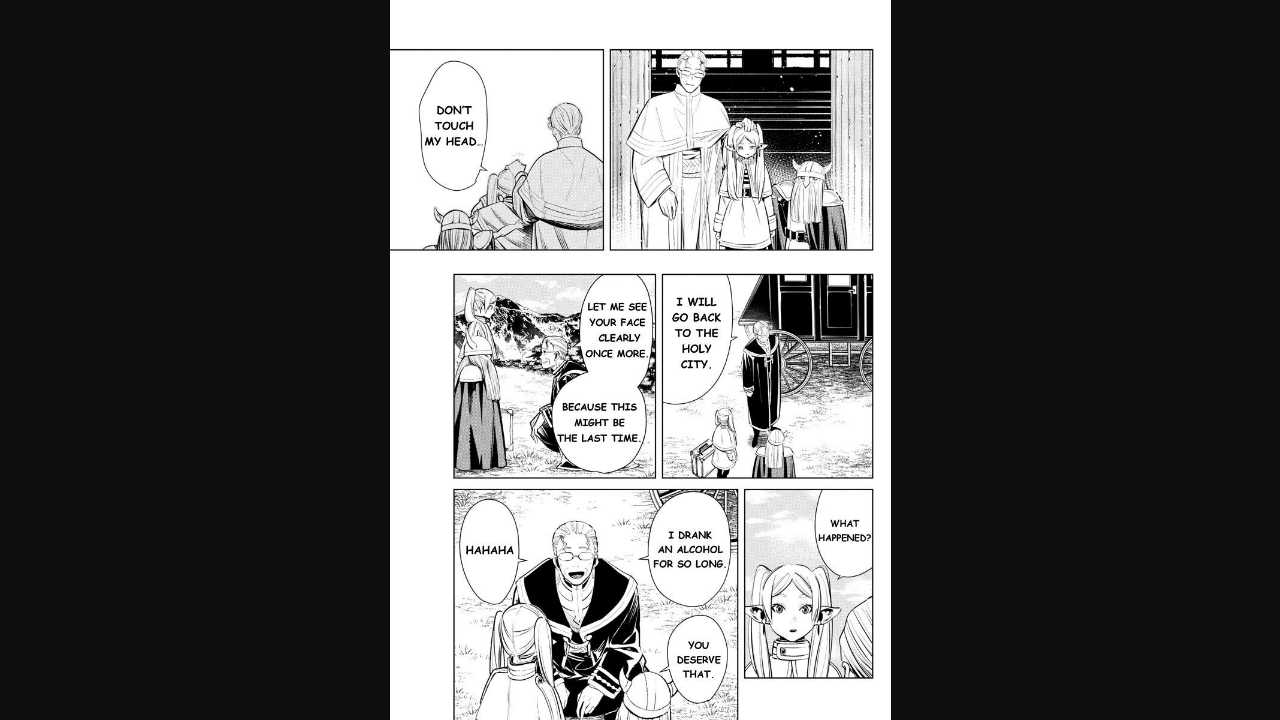 DON'T
TOUCH
MY HEAD...
I WILL
GO BACK
TO THE
HOLY
CITY.
LET ME SEE
YOUR FACE
CLEARLY
ONCE MORE.
BECAUSE THIS
MIGHT BE
THE LAST TIME.
WHAT
HAPPENED?
I DRANK
AN ALCOHOL
FOR SO LONG.
YOU
DESERVE
THAT.
HAHAHA